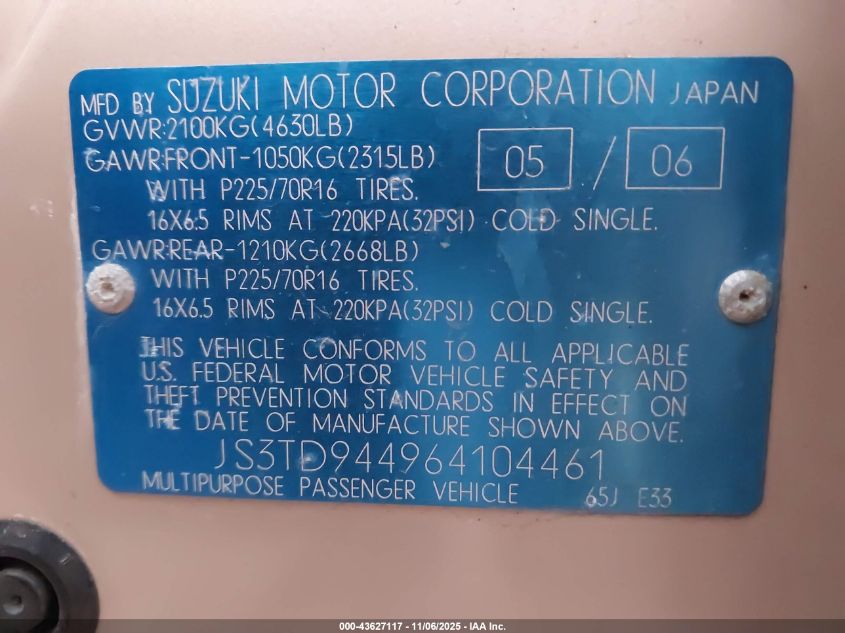 MFD BY SUZUKI MOTOR CORPORATION JAPAN
GVWR:2100KG(4630LB)
GAWR:FRONT-1050KG(2315LB) 05 / 06
WITH P225/70R16 TIRES.
16X6.5 RIMS AT 220KPA(32PSI) COLD SINGLE.
GAWR:REAR-1210KG(2668LB)
WITH P225/70R16 TIRES.
16X6.5 RIMS AT 220KPA(32PSI) COLD SINGLE.
THIS VEHICLE CONFORMS TO ALL APPLICABLE
U.S. FEDERAL MOTOR VEHICLE SAFETY AND
THEFT PREVENTION STANDARDS IN EFFECT ON
THE DATE OF MANUFACTURE SHOWN ABOVE.
JS3TD944964104461
MULTIPURPOSE PASSENGER VEHICLE 65J E33
000-43627117 - 11/06/2025 - IAA Inc.